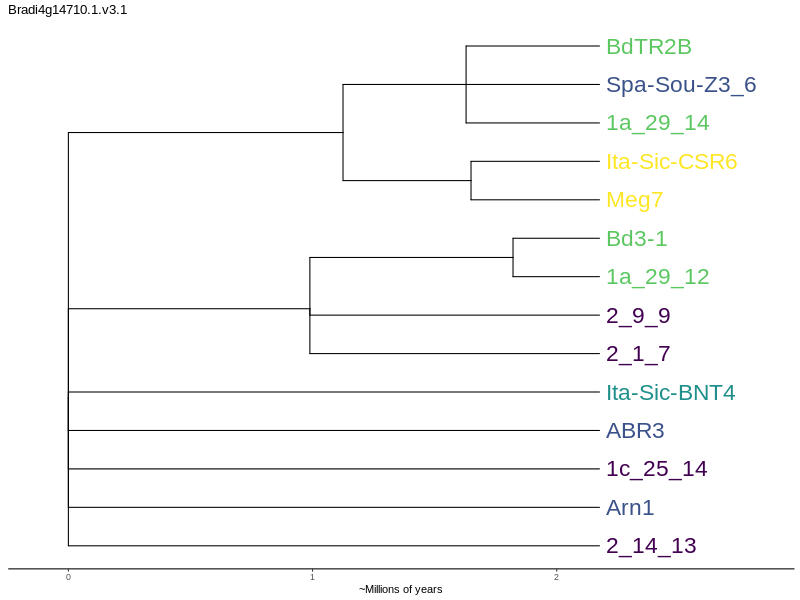 Bradi4g14710.1.v3.1
BdTR2B
Spa-Sou-Z3_6
1a_29_14
Ita-Sic-CSR6
Meg7
Bd3-1
1a_29_12
2_9_9
2_1_7
Ita-Sic-BNT4
ABR3
1c_25_14
Arn1
2_14_13
0 1 2
~Millions of years